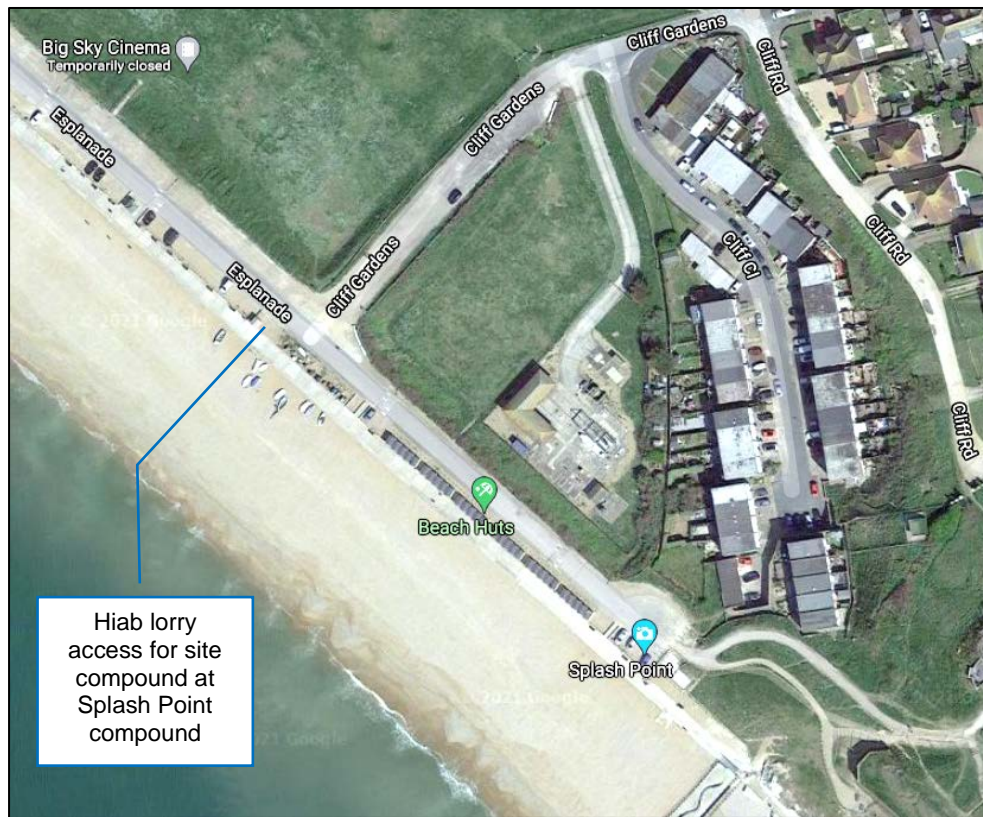 Big Sky Cinema
Temporarily closed
Cliff Gardens
Cliff Rd
Esplanade
Cliff Gardens
Cliff Rd
Cliff Cl
Esplanade
Cliff Gardens
2021 Google
Cliff Rd
Beach Huts
Hiab lorry
access for site
compound at
Splash Point
compound
Splash Point
2021 Google
2021 Google